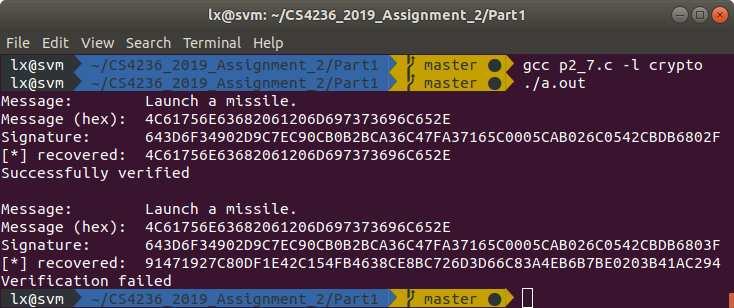 lx@svm: ~/CS4236_2019_Assignment_2/Part1
File Edit View Search Terminal Help
lx@svm ~/CS4236_2019_Assignment_2/Part1 master ● gcc p2_7.c -l crypto
lx@svm ~/CS4236_2019_Assignment_2/Part1 master ● ./a.out
Message: Launch a missile.
Message (hex): 4C61756E63682061206D697373696C652E
Signature: 643D6F34902D9C7EC90CB0B2BCA36C47FA37165C0005CAB026C0542CBDB6802F
[*] recovered: 4C61756E63682061206D697373696C652E
Successfully verified
Message: Launch a missile.
Message (hex): 4C61756E63682061206D697373696C652E
Signature: 643D6F34902D9C7EC90CB0B2BCA36C47FA37165C0005CAB026C0542CBDB6803F
[*] recovered: 91471927C80DF1E42C154FB4638CE8BC726D3D66C83A4EB6B7BE0203B41AC294
Verification failed
lx@svm ~/CS4236_2019_Assignment_2/Part1 master ●